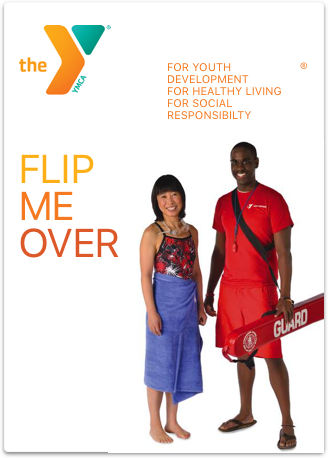 the
YMCA
®
FOR YOUTH ®
DEVELOPMENT
FOR HEALTHY LIVING
FOR SOCIAL
RESPONSIBILTY
FLIP
ME
OVER
GUARD